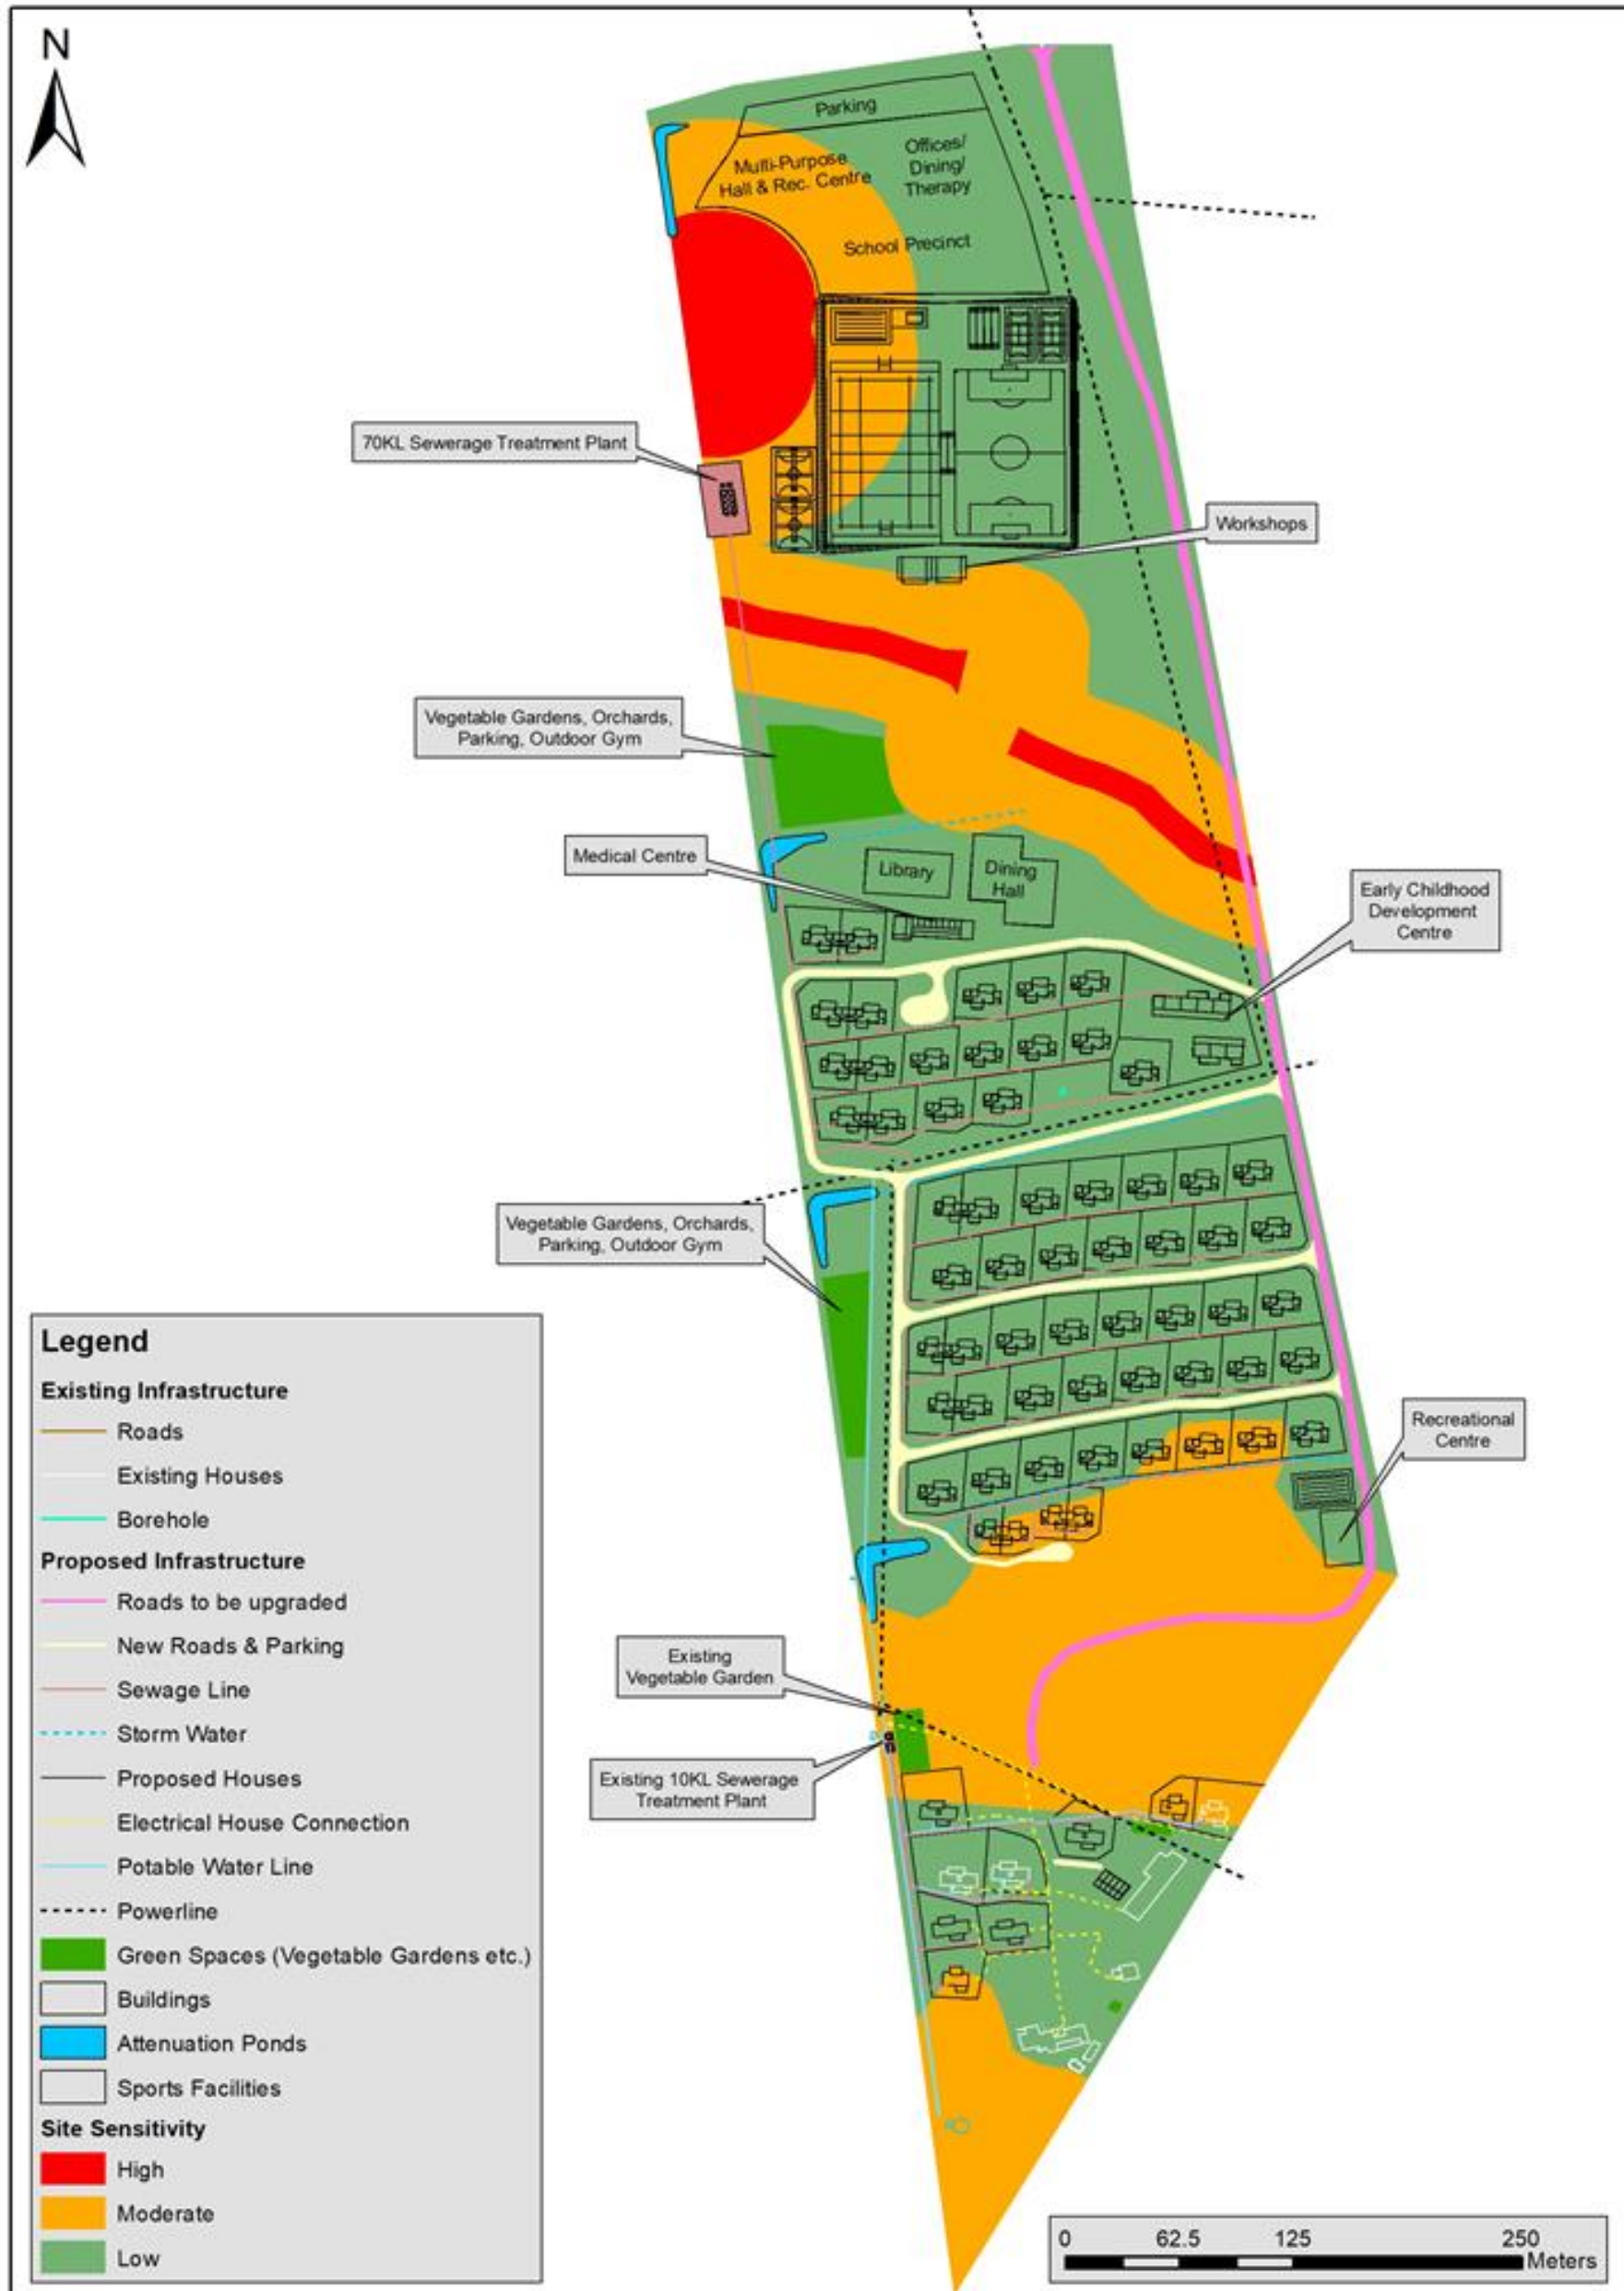 N
Parking
Multi-Purpose
Hall & Rec. Centre
Offices/
Dining/
Therapy
School Precinct
70KL Sewerage Treatment Plant
Workshops
Vegetable Gardens, Orchards,
Parking, Outdoor Gym
Medical Centre
Library
Dining
Hall
Early Childhood
Development
Centre
Vegetable Gardens, Orchards,
Parking, Outdoor Gym
Recreational
Centre
Existing
Vegetable Garden
Existing 10KL Sewerage
Treatment Plant
Legend
Existing Infrastructure
Roads
Existing Houses
Borehole
Proposed Infrastructure
Roads to be upgraded
New Roads & Parking
Sewage Line
Storm Water
Proposed Houses
Electrical House Connection
Potable Water Line
Powerline
Green Spaces (Vegetable Gardens etc.)
Buildings
Attenuation Ponds
Sports Facilities
Site Sensitivity
High
Moderate
Low
0 62.5 125 250
Meters